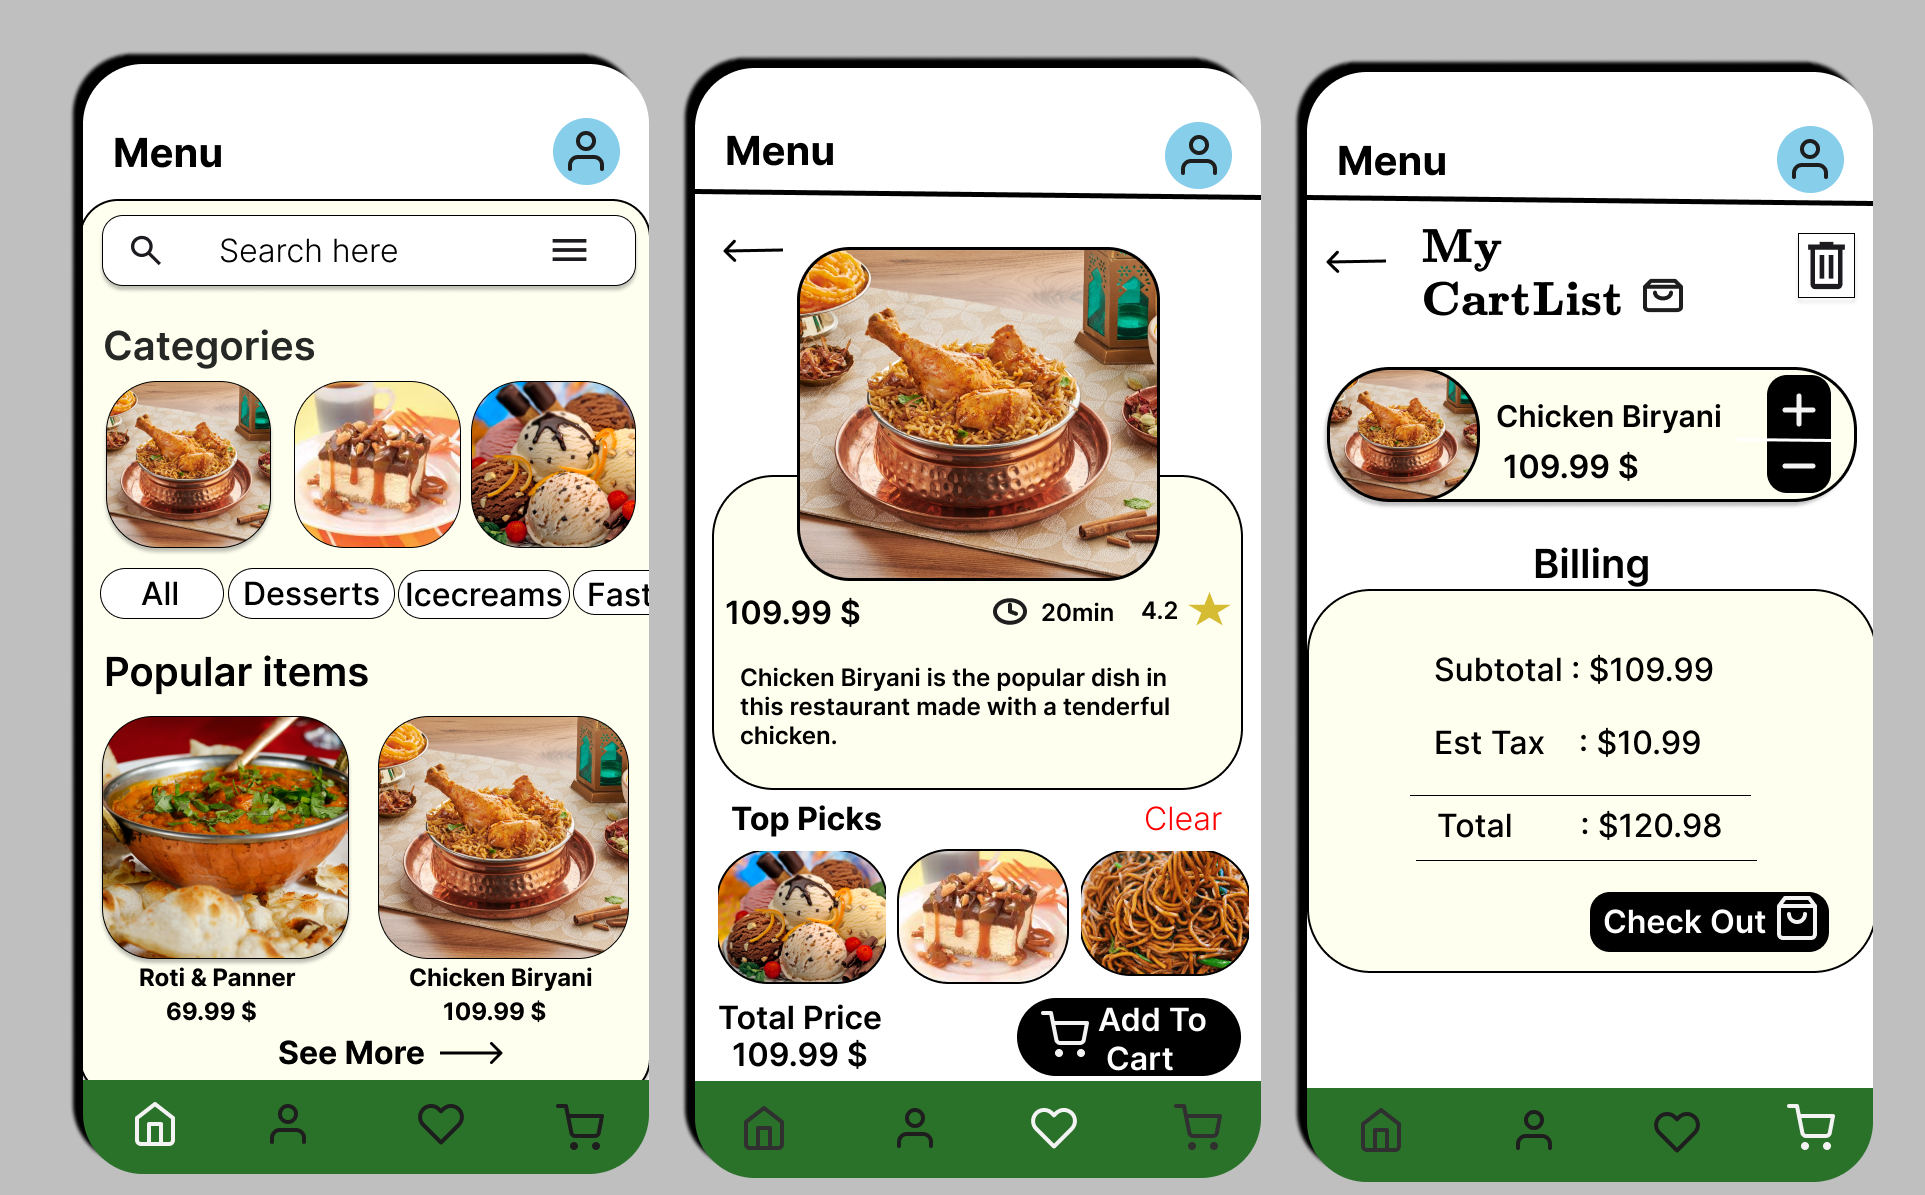 Menu
Search here
Categories
All
Desserts
Icecreams
Fast
Popular items
Roti & Panner
69.99 $
Chicken Biryani
109.99 $
See More
Menu
109.99 $
20min
4.2
Chicken Biryani is the popular dish in
this restaurant made with a tenderful
chicken.
Top Picks
Clear
Total Price
109.99 $
Add To
Cart
Menu
My
CartList
Chicken Biryani
109.99 $
Billing
Subtotal : $109.99
Est Tax : $10.99
Total : $120.98
Check Out